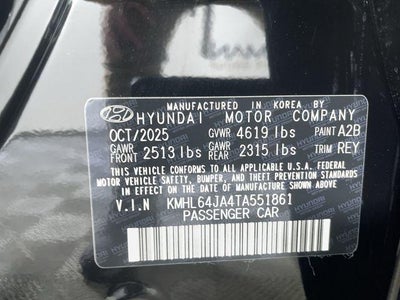 MANUFACTURED IN KOREA BY
HYUNDAI MOTOR COMPANY
OCT/2025 GVWR 4619 lbs PAINT A2B
GAWR FRONT 2513 lbs GAWR REAR 2315 lbs TRIM REY
THIS VEHICLE CONFORMS TO ALL APPLICABLE U.S.A. FEDERAL
MOTOR VEHICLE SAFETY, BUMPER, AND THEFT PREVENTION
STANDARDS IN EFFECT ON THE DATE OF MANUFACTURE SHOWN ABOVE.
V.I.N KMHL64JA4TA551861
PASSENGER CAR